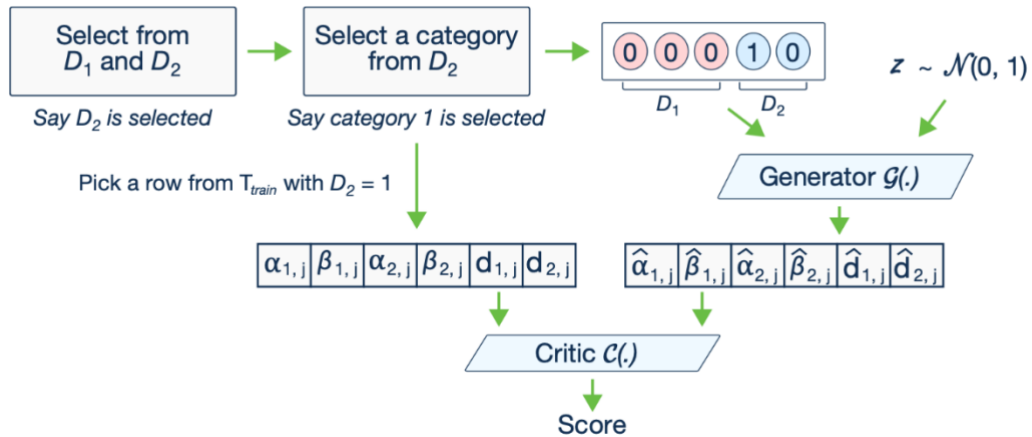 Select from
D₁ and D₂
Select a category
from D₂
0 0 0 1 0
D₁
D₂
z ~ 𝒩(0, 1)
Say D₂ is selected
Say category 1 is selected
Pick a row from T_train with D₂ = 1
Generator 𝒢(.)
α₁,ⱼ β₁,ⱼ α₂,ⱼ β₂,ⱼ d₁,ⱼ d₂,ⱼ
α̂₁,ⱼ β̂₁,ⱼ α̂₂,ⱼ β̂₂,ⱼ d̂₁,ⱼ d̂₂,ⱼ
Critic 𝒞(.)
Score